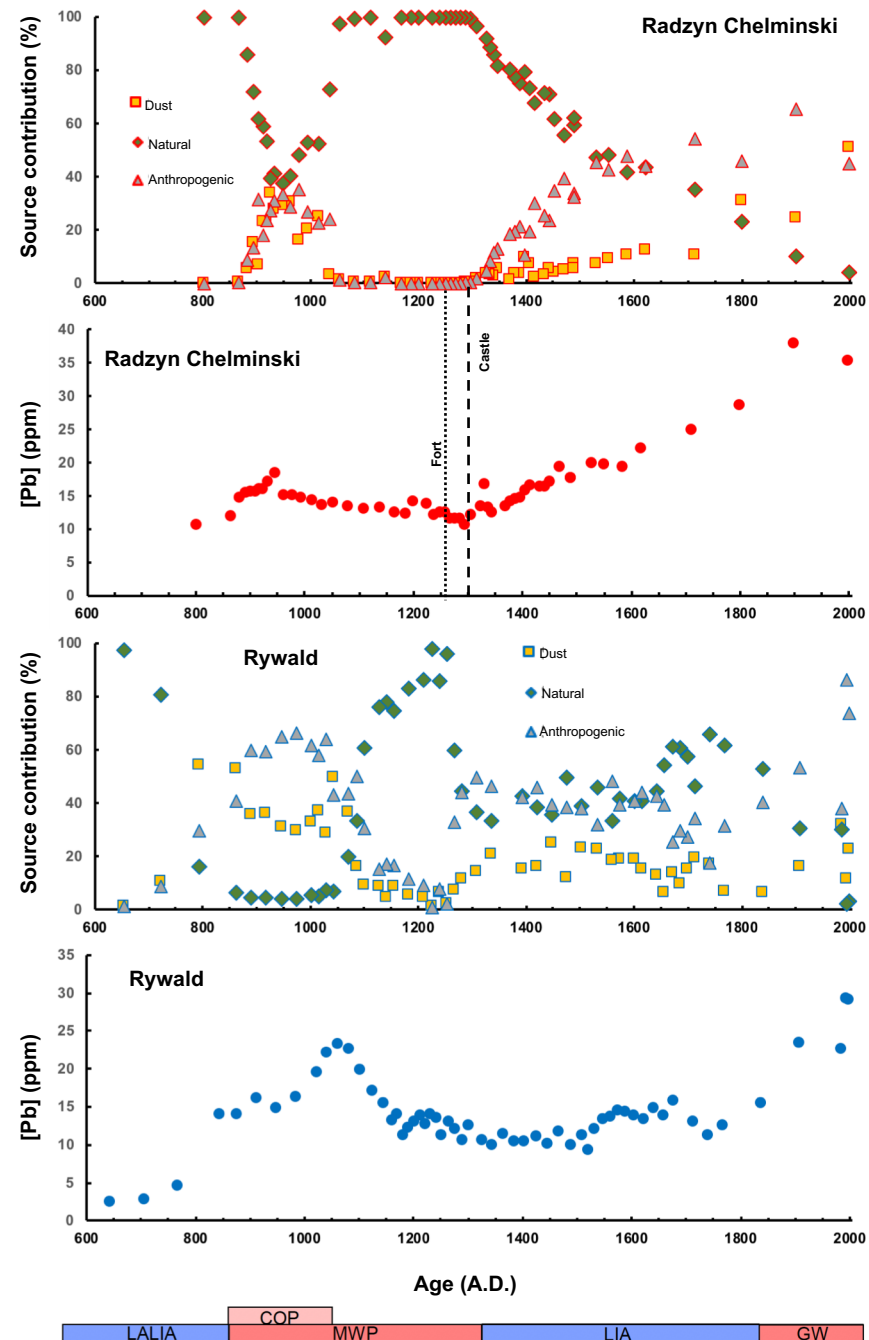 Radzyn Chelminski
Source contribution (%)
100
80
60
40
20
0
Dust
Natural
Anthropogenic
600 800 1000 1200 1400 1600 1800 2000
Radzyn Chelminski
[Pb] (ppm)
40
35
30
25
20
15
10
5
0
Fort
Castle
600 800 1000 1200 1400 1600 1800 2000
Rywald
Source contribution (%)
100
80
60
40
20
0
Dust
Natural
Anthropogenic
600 800 1000 1200 1400 1600 1800 2000
Rywald
[Pb] (ppm)
35
30
25
20
15
10
5
0
600 800 1000 1200 1400 1600 1800 2000
Age (A.D.)
COP
LALIA MWP LIA GW